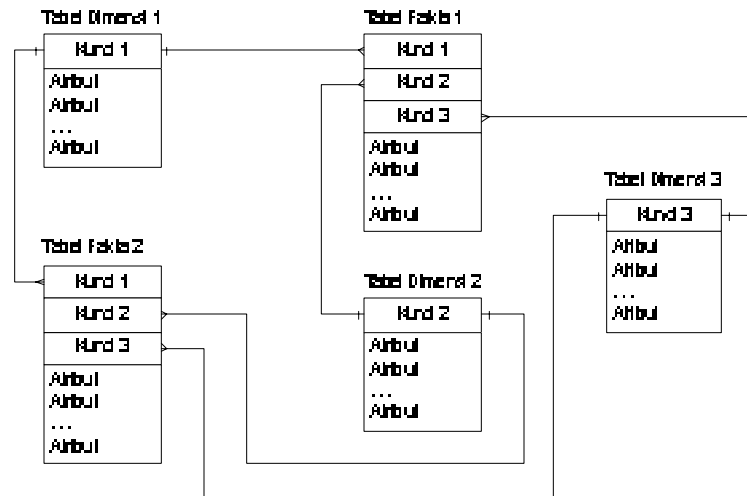 Tabel Dimensi 1
Kunci 1
Atribut
Atribut
...
Atribut
Tabel Fakta 1
Kunci 1
Kunci 2
Kunci 3
Atribut
Atribut
...
Atribut
Tabel Dimensi 3
Kunci 3
Atribut
Atribut
...
Atribut
Tabel Fakta 2
Kunci 1
Kunci 2
Kunci 3
Atribut
Atribut
...
Atribut
Tabel Dimensi 2
Kunci 2
Atribut
Atribut
...
Atribut